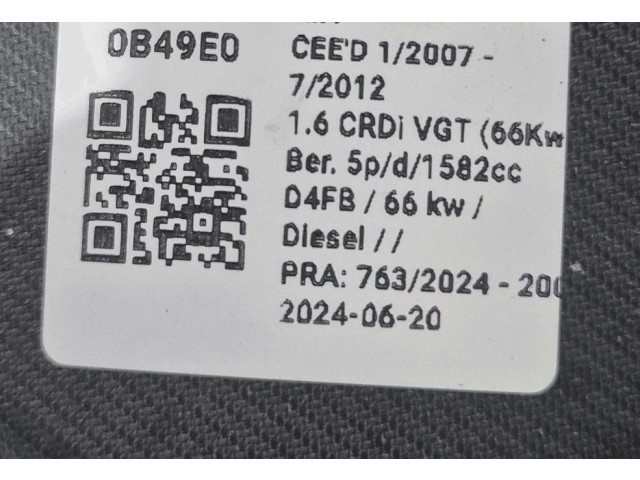 0B49E0
CEE'D 1/2007 -
7/2012
1.6 CRDi VGT (66Kw
Ber. 5p/d/1582cc
D4FB / 66 kw /
Diesel / /
PRA: 763/2024 - 200
2024-06-20